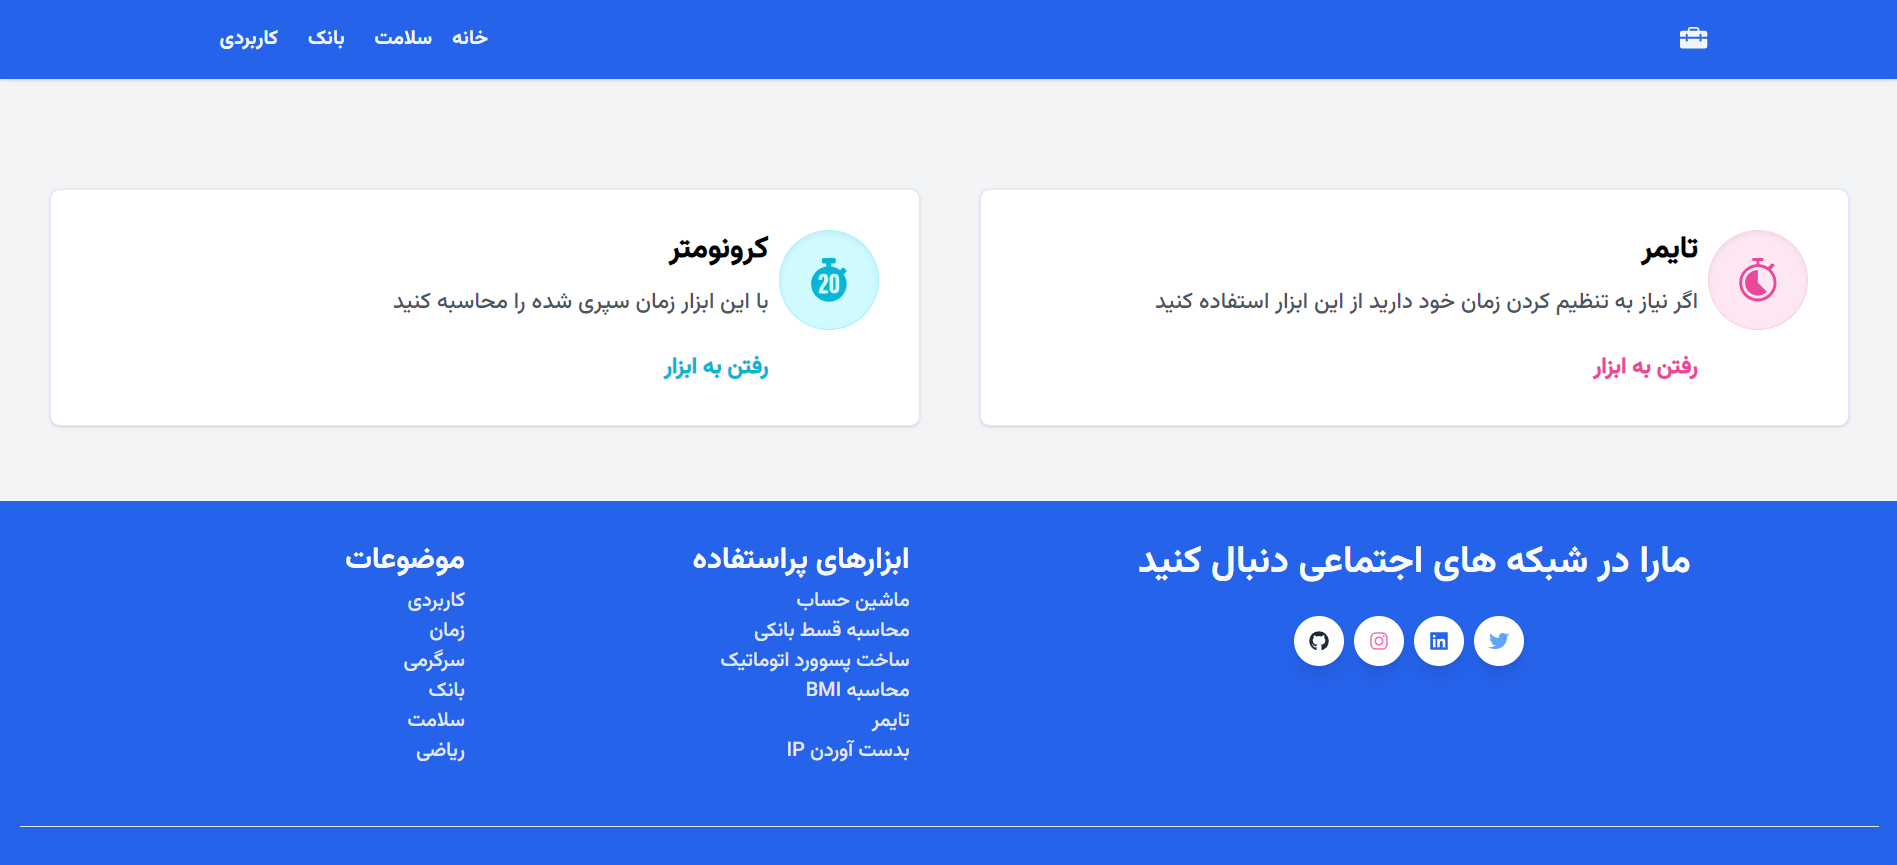 خانه
سلامت
بانک
کاربردی
تایمر
اگر نیاز به تنظیم کردن زمان خود دارید از این ابزار استفاده کنید
رفتن به ابزار
20
کرونومتر
با این ابزار زمان سپری شده را محاسبه کنید
رفتن به ابزار
مارا در شبکه های اجتماعی دنبال کنید
in
ابزارهای پراستفاده
ماشین حساب
محاسبه قسط بانکی
ساخت پسوورد اتوماتیک
محاسبه BMI
تایمر
بدست آوردن IP
موضوعات
کاربردی
زمان
سرگرمی
بانک
سلامت
ریاضی